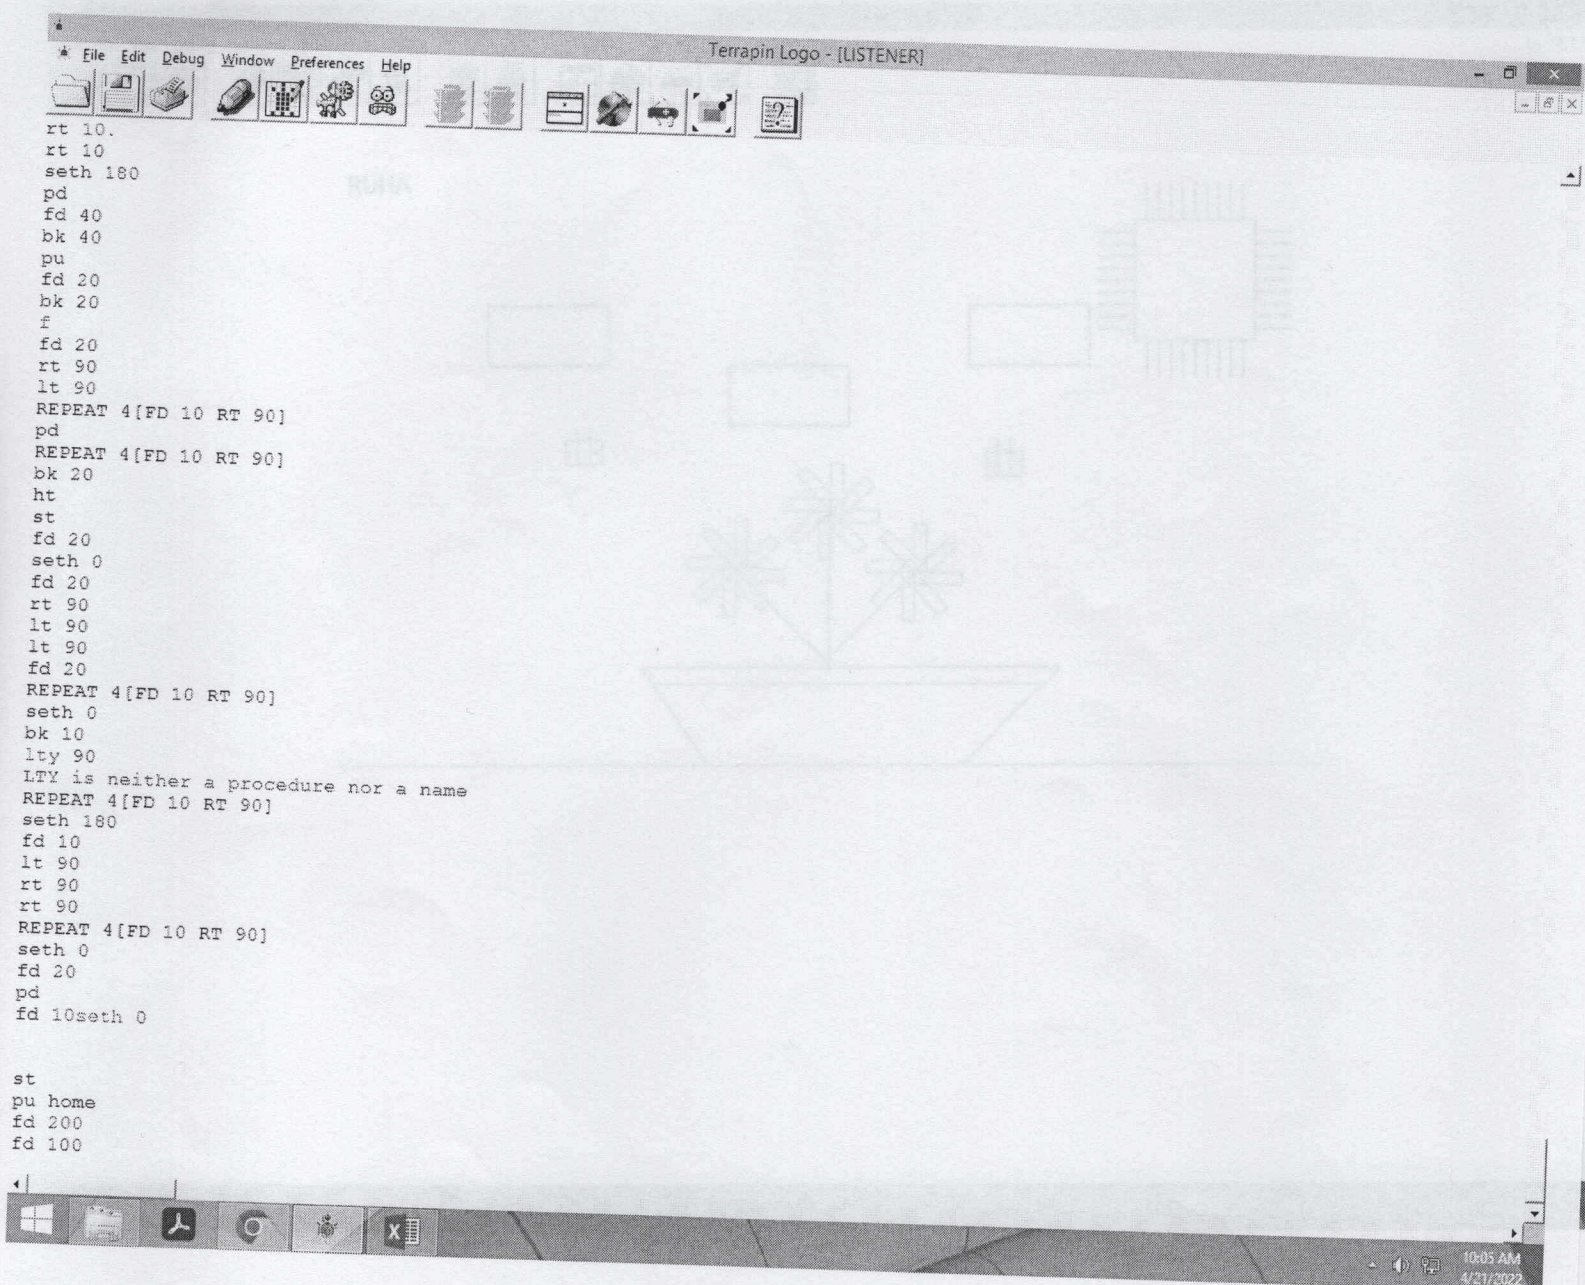 Terrapin Logo - [LISTENER]
File Edit Debug Window Preferences Help
rt 10.
rt 10
seth 180
pd
fd 40
bk 40
pu
fd 20
bk 20
f
fd 20
rt 90
lt 90
REPEAT 4[FD 10 RT 90]
pd
REPEAT 4[FD 10 RT 90]
bk 20
ht
st
fd 20
seth 0
fd 20
rt 90
lt 90
lt 90
fd 20
REPEAT 4[FD 10 RT 90]
seth 0
bk 10
lty 90
LTY is neither a procedure nor a name
REPEAT 4[FD 10 RT 90]
seth 180
fd 10
lt 90
rt 90
rt 90
REPEAT 4[FD 10 RT 90]
seth 0
fd 20
pd
fd 10seth 0
st
pu home
fd 200
fd 100
10:05 AM
4/21/2022